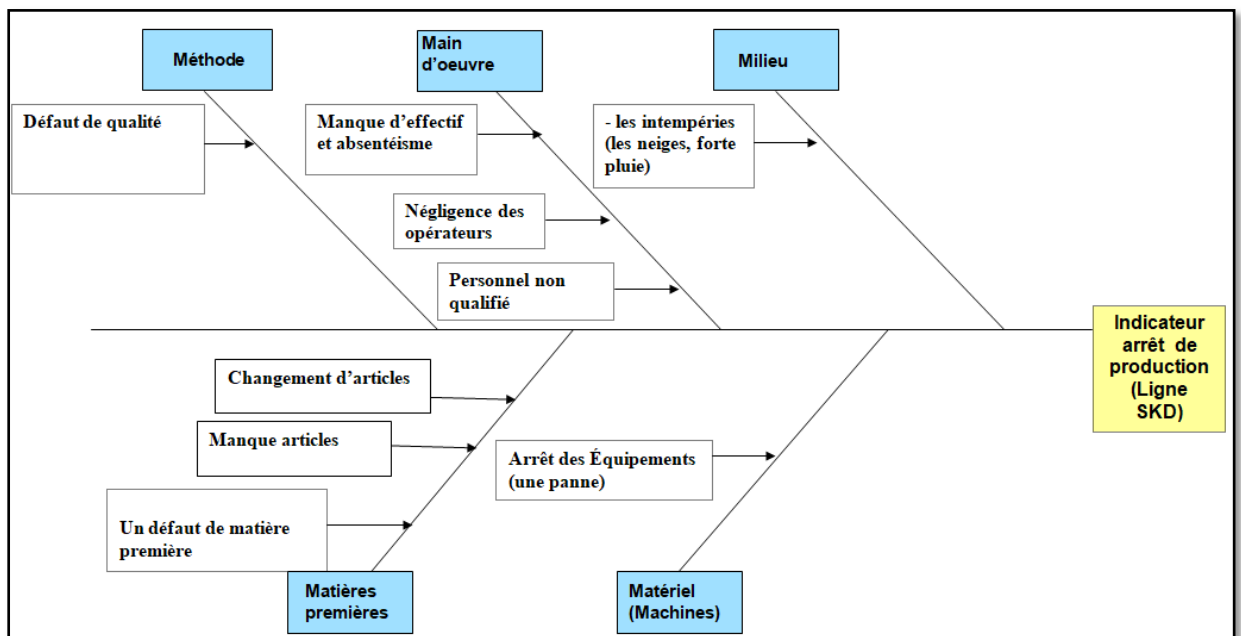 Méthode
Main
d'oeuvre
Milieu
Défaut de qualité
Manque d'effectif
et absentéisme
- les intempéries
(les neiges, forte
pluie)
Négligence des
opérateurs
Personnel non
qualifié
Indicateur
arrêt de
production
(Ligne
SKD)
Changement d'articles
Manque articles
Arrêt des Équipements
(une panne)
Un défaut de matière
première
Matières
premières
Matériel
(Machines)